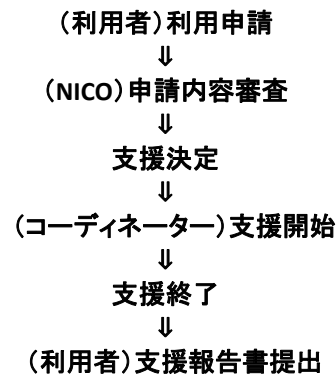 （利用者）利用申請
⇓
（NICO）申請内容審査
⇓
支援決定
⇓
（コーディネーター）支援開始
⇓
支援終了
⇓
（利用者）支援報告書提出